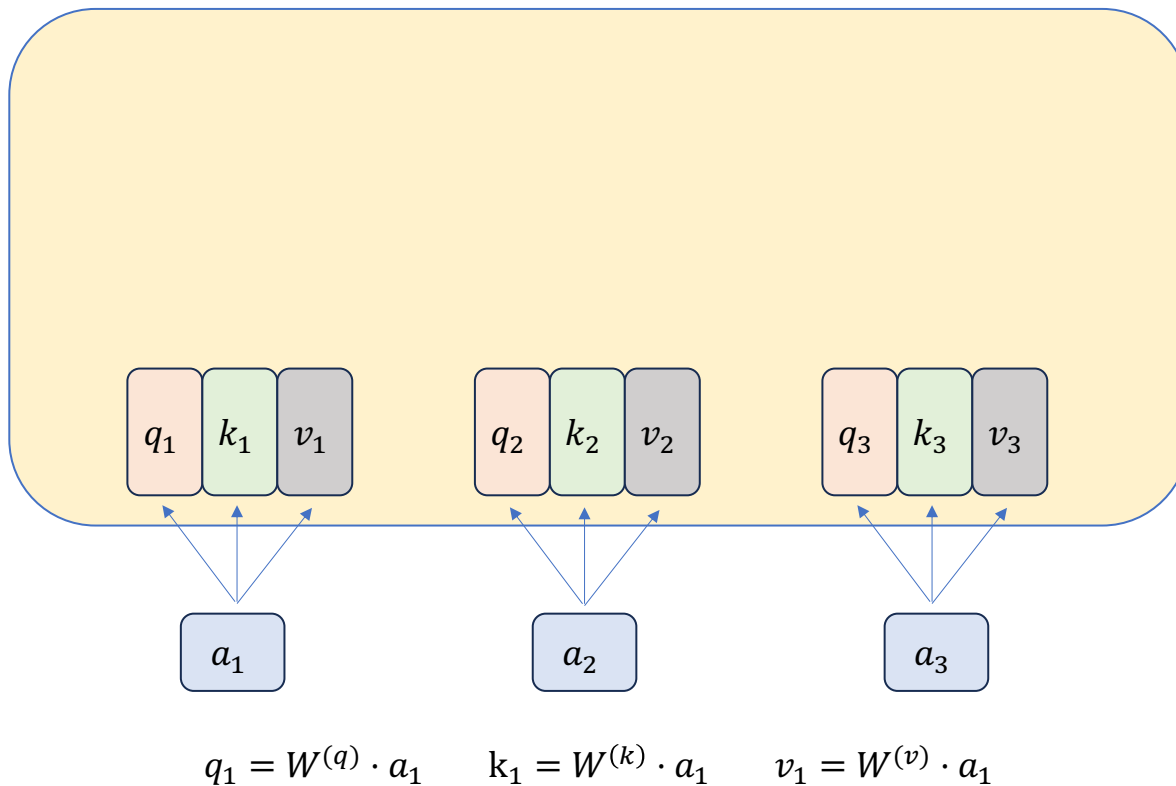 q₁ k₁ v₁ q₂ k₂ v₂ q₃ k₃ v₃
a₁ a₂ a₃
q₁ = W⁽q⁾ · a₁ k₁ = W⁽k⁾ · a₁ v₁ = W⁽v⁾ · a₁